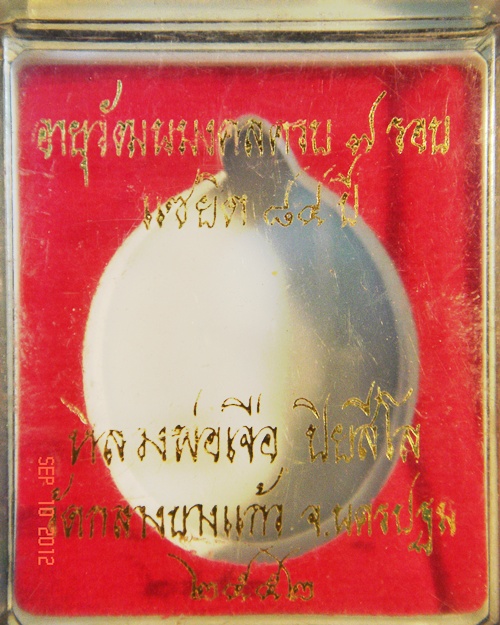 อายุวัฒนมงคลครบ ๗ รอบ
แซยิด ๘๔ ปี
หลวงพ่อเจือ ปิยสีโล
วัดกลางบางแก้ว จ.นครปฐม
๒๕๕๒
SEP 10 2012